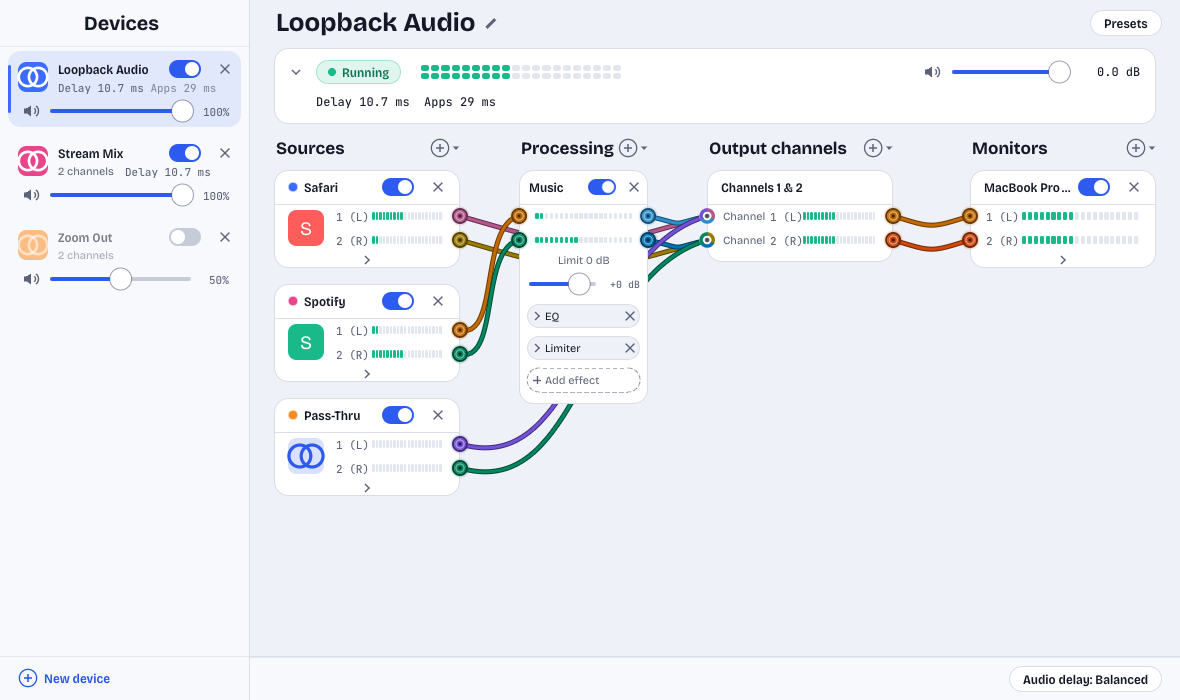 Devices
Loopback Audio
Delay 10.7 ms Apps 29 ms
100%
Stream Mix
2 channels Delay 10.7 ms
100%
Zoom Out
2 channels
50%
New device
Loopback Audio
Presets
Running
0.0 dB
Delay 10.7 ms Apps 29 ms
Sources
Safari
S
1 (L)
2 (R)
Spotify
S
1 (L)
2 (R)
Pass-Thru
1 (L)
2 (R)
Processing
Music
Limit 0 dB
+0 dB
EQ
Limiter
+ Add effect
Output channels
Channels 1 & 2
Channel 1 (L)
Channel 2 (R)
Monitors
MacBook Pro...
1 (L)
2 (R)
Audio delay: Balanced